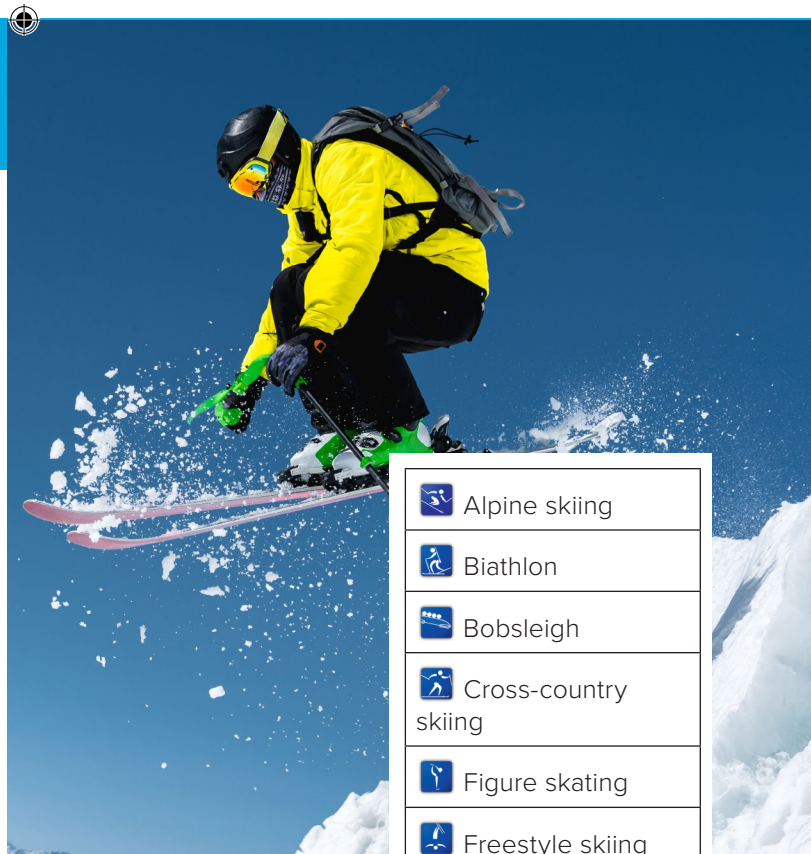 Alpine skiing
Biathlon
Bobsleigh
Cross-country
skiing
Figure skating
Freestyle skiing